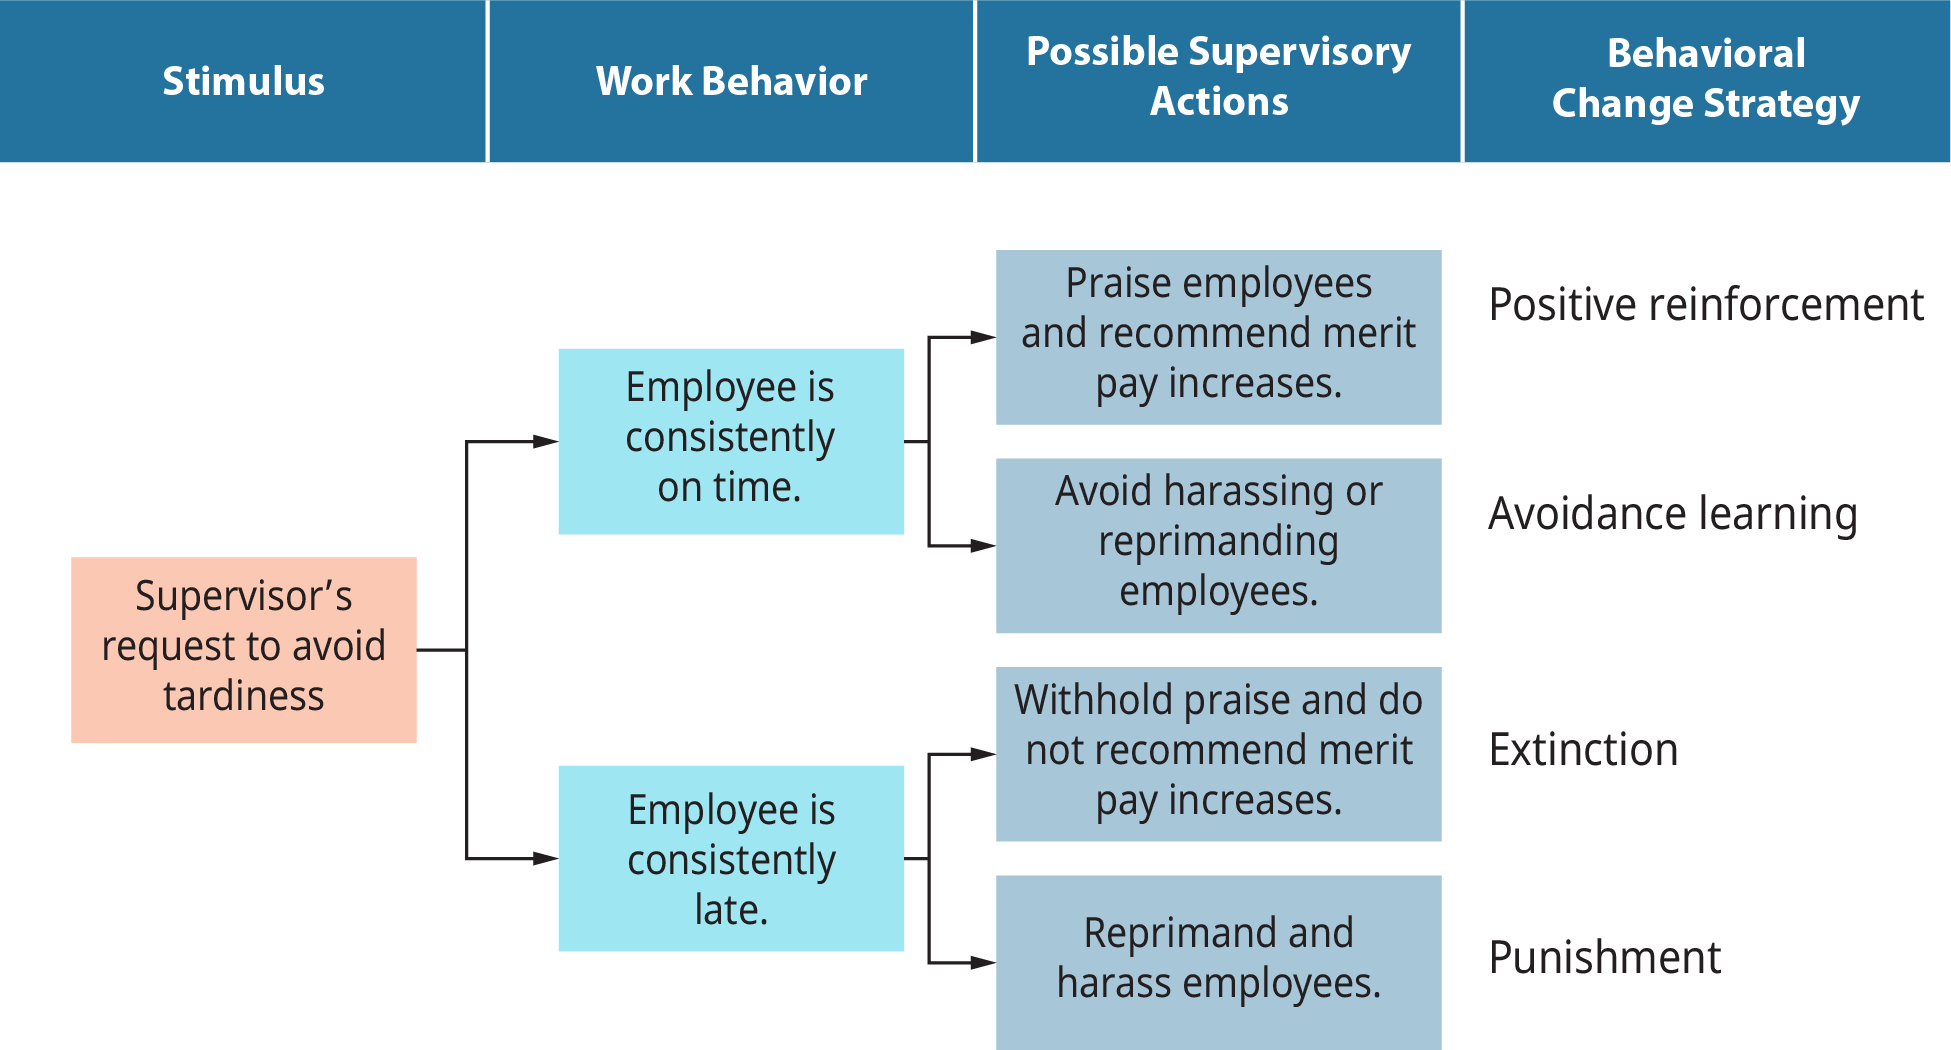 Stimulus
Work Behavior
Possible Supervisory
Actions
Behavioral
Change Strategy
Supervisor’s
request to avoid
tardiness
Employee is
consistently
on time.
Praise employees
and recommend merit
pay increases.
Positive reinforcement
Avoid harassing or
reprimanding
employees.
Avoidance learning
Employee is
consistently
late.
Withhold praise and do
not recommend merit
pay increases.
Extinction
Reprimand and
harass employees.
Punishment